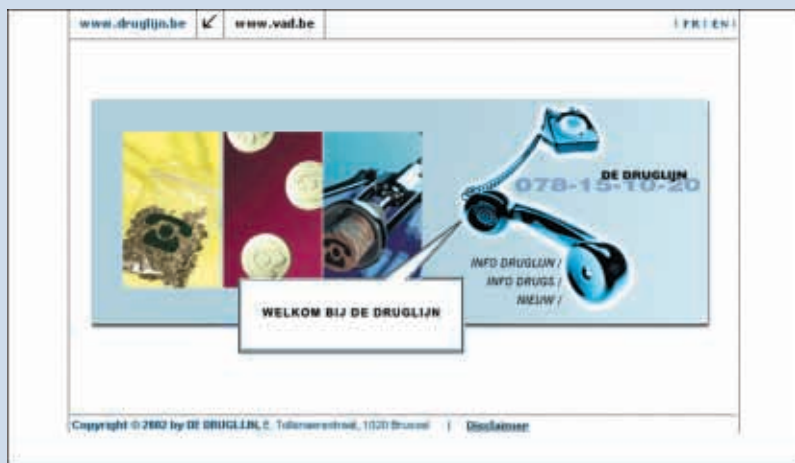 www.druglijn.be www.vad.be | FR | EN |
DE DRUGLIJN
078-15-10-20
INFO DRUGLIJN /
INFO DRUGS /
NIEUW /
WELKOM BIJ DE DRUGLIJN
Copyright © 2002 by DE DRUGLIJN, E. 1020 Brussel | Disclaimer